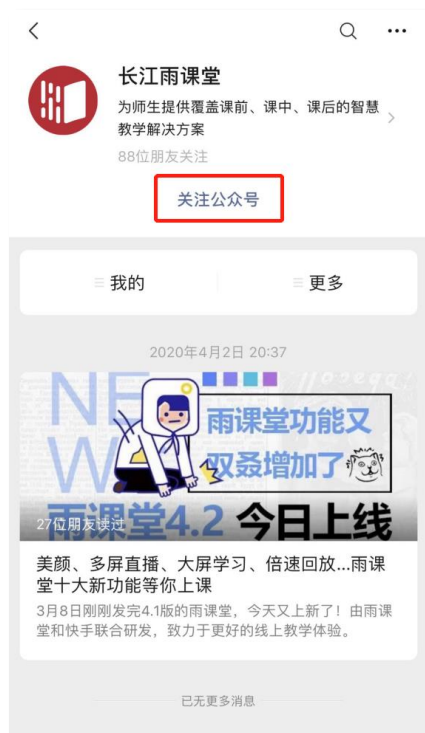 长江雨课堂
为师生提供覆盖课前、课中、课后的智慧
教学解决方案
88位朋友关注
关注公众号
我的
更多
2020年4月2日 20:37
NEW
雨课堂功能又
双叒增加了
雨课堂4.2 今日上线
27位朋友读过
美颜、多屏直播、大屏学习、倍速回放...雨课
堂十大新功能等你上课
3月8日刚刚发完4.1版的雨课堂，今天又上新了！由雨课
堂和快手联合研发，致力于更好的线上教学体验。
已无更多消息